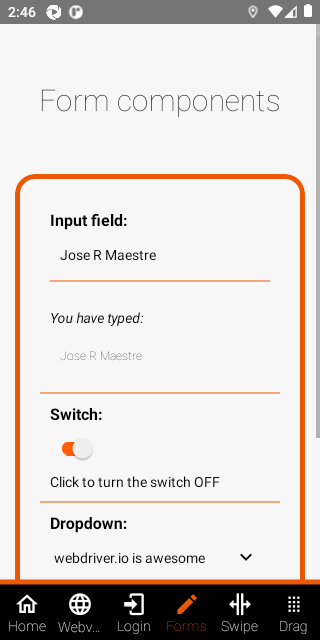 2:46
Form components
Input field:
Jose R Maestre
You have typed:
Jose R Maestre
Switch:
Click to turn the switch OFF
Dropdown:
webdriver.io is awesome
Home Webv... Login Forms Swipe Drag